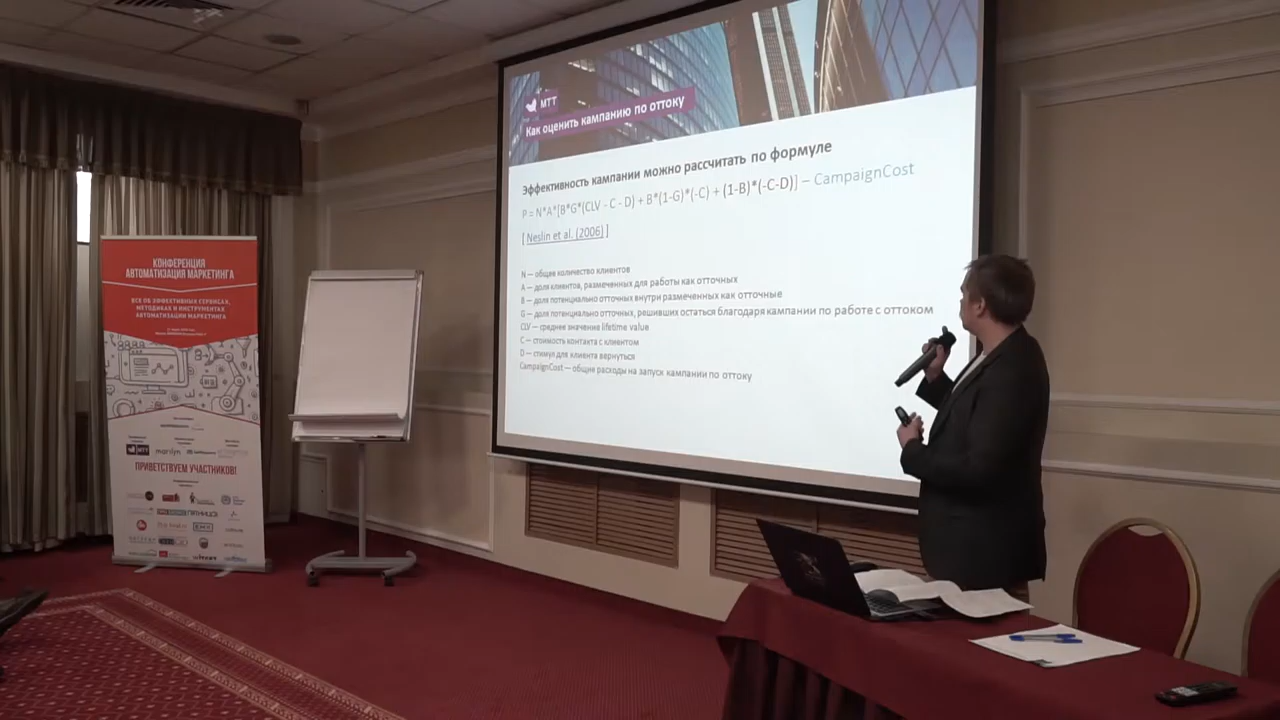 МТТ
Как оценить кампанию по оттоку
Эффективность кампании можно рассчитать по формуле
P = N*A*[B*G*(CLV - C - D) + B*(1-G)*(-C) + (1-B)*(-C-D)] – CampaignCost
[ Neslin et al. (2006) ]
N — общее количество клиентов
A — доля клиентов, размеченных для работы как отточных
B — доля потенциально отточных внутри размеченных как отточные
G — доля потенциально отточных, решивших остаться благодаря кампании по работе с оттоком
CLV — среднее значение lifetime value
C — стоимость контакта с клиентом
D — стимул для клиента вернуться
CampaignCost — общие расходы на запуск кампании по оттоку
КОНФЕРЕНЦИЯ
АВТОМАТИЗАЦИЯ МАРКЕТИНГА
ВСЕ ОБ ЭФФЕКТИВНЫХ СЕРВИСАХ,
МЕТОДИКАХ И ИНСТРУМЕНТАХ
АВТОМАТИЗАЦИИ МАРКЕТИНГА
МТТ marilyn
ПРИВЕТСТВУЕМ УЧАСТНИКОВ!